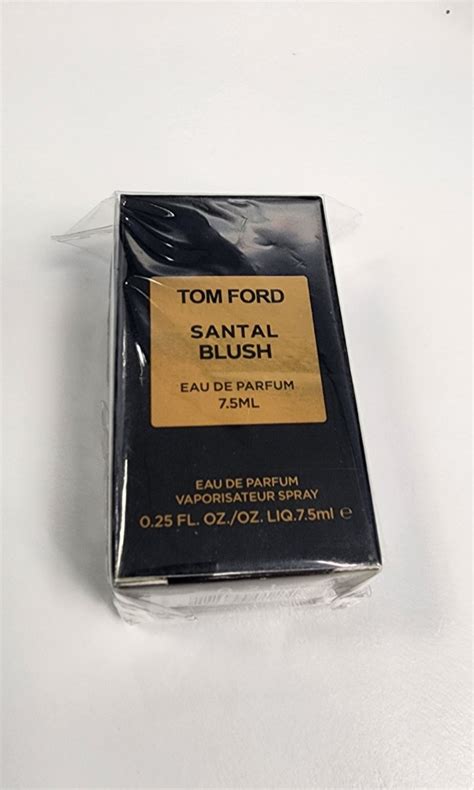 TOM FORD
SANTAL
BLUSH
EAU DE PARFUM
7.5ML
EAU DE PARFUM
VAPORISATEUR SPRAY
0.25 FL. OZ./OZ. LIQ.7.5ml e